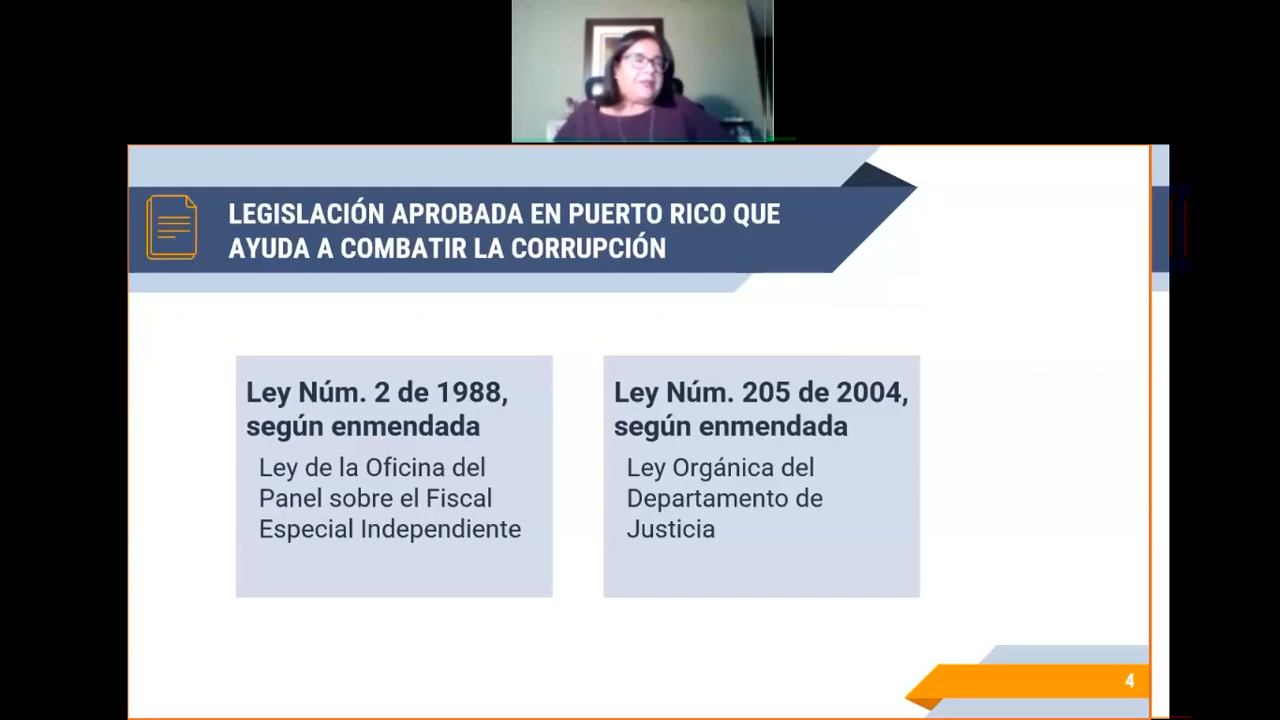 LEGISLACIÓN APROBADA EN PUERTO RICO QUE
AYUDA A COMBATIR LA CORRUPCIÓN
Ley Núm. 2 de 1988,
según enmendada
Ley de la Oficina del
Panel sobre el Fiscal
Especial Independiente
Ley Núm. 205 de 2004,
según enmendada
Ley Orgánica del
Departamento de
Justicia
4